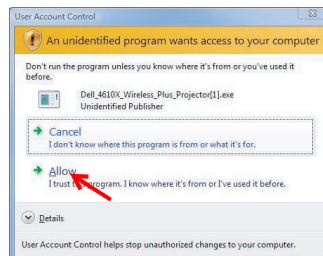 User Account Control
An unidentified program wants access to your computer
Don't run the program unless you know where it's from or you've used it
before.
Dell_4610X_Wireless_Plus_Projector[1].exe
Unidentified Publisher
Cancel
I don't know where this program is from or what it's for.
Allow
I trust this program. I know where it's from or I've used it before.
Details
User Account Control helps stop unauthorized changes to your computer.